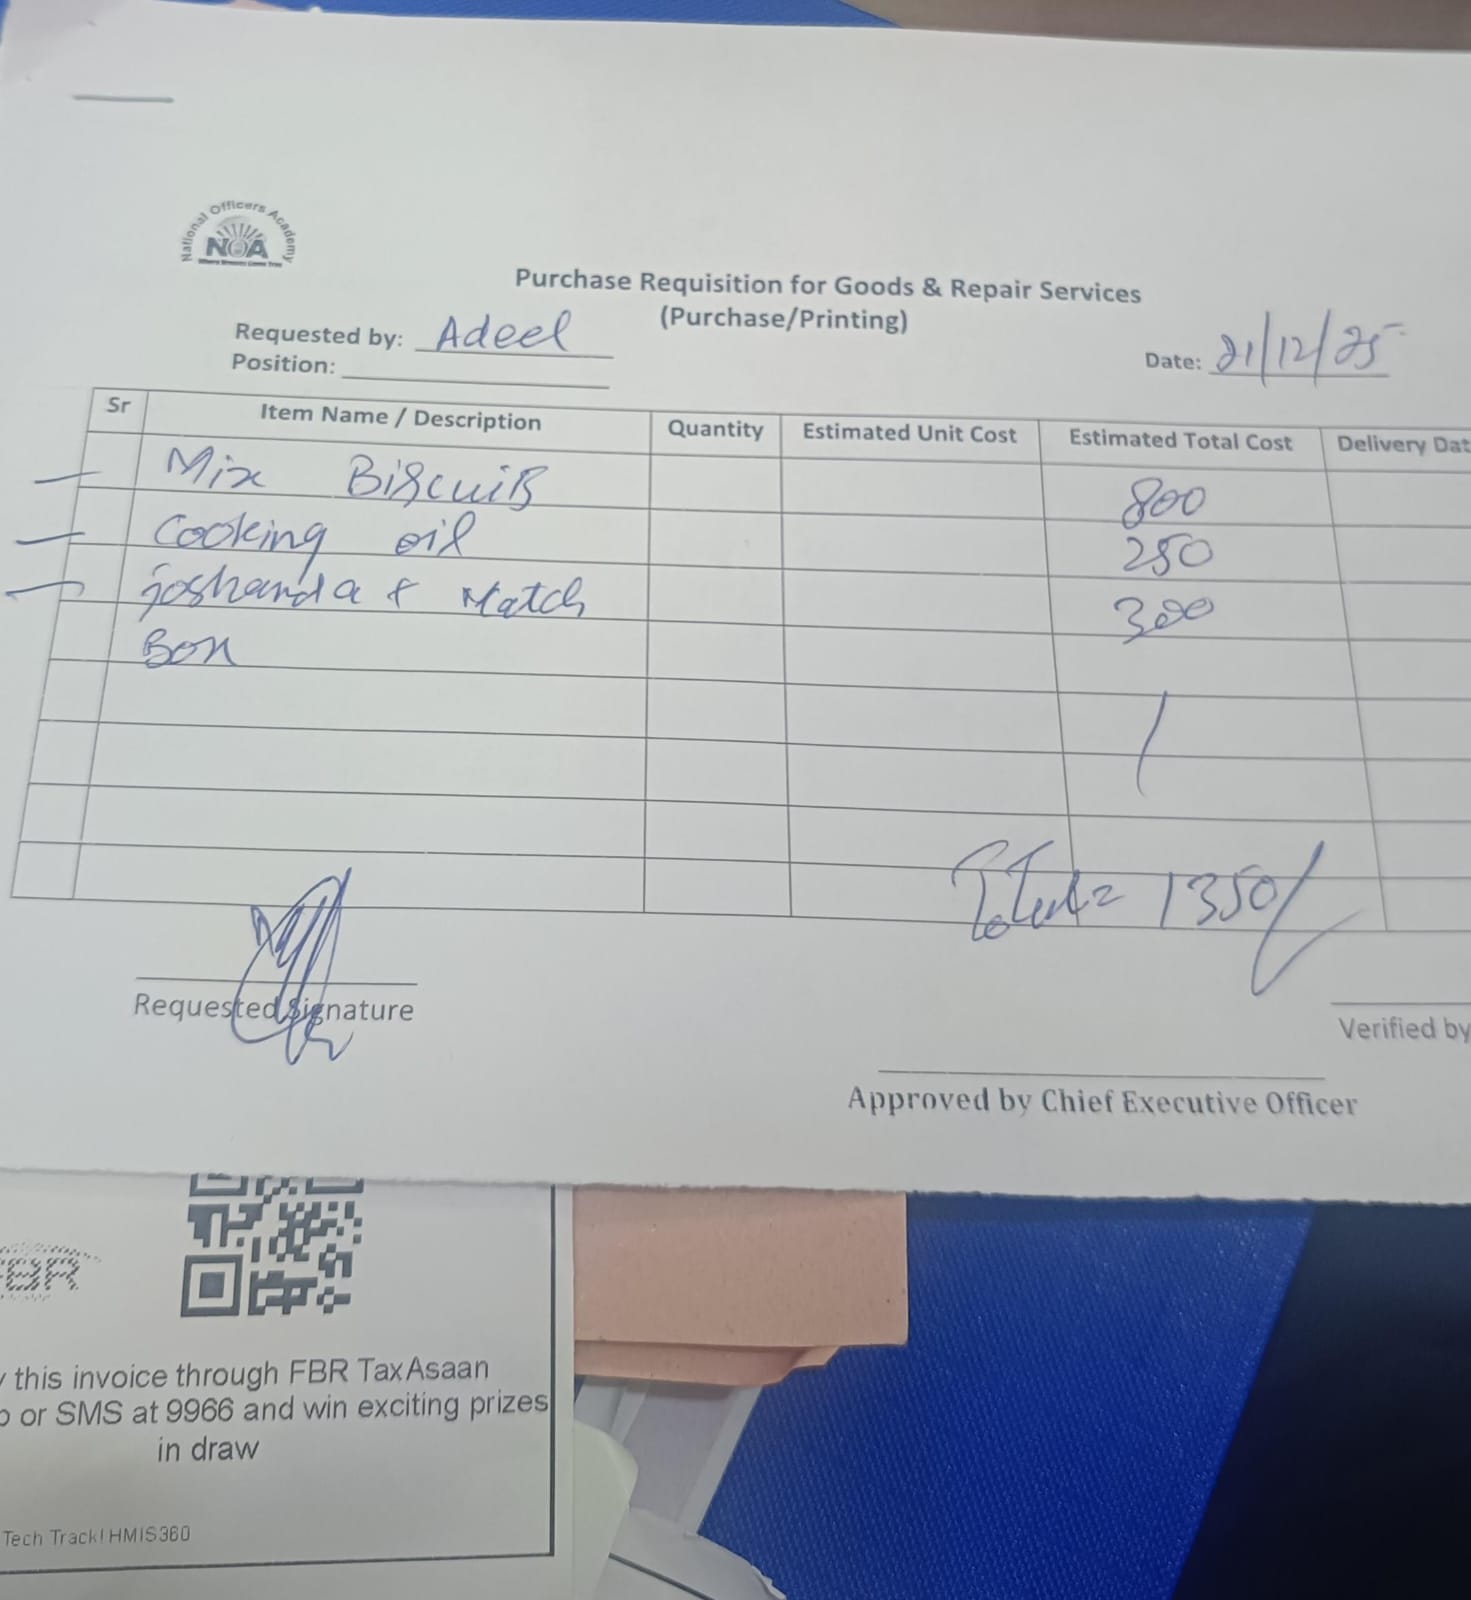 National Officers Academy
NOA
Purchase Requisition for Goods & Repair Services
(Purchase/Printing)
Requested by: Adeel
Position:
Date: 21/12/25
Sr Item Name / Description Quantity Estimated Unit Cost Estimated Total Cost Delivery Dat
Mix Biscuits 800
Cooking oil 250
joshanda & Match 300
Box
Total = 1350/
Requested Signature
Verified by
Approved by Chief Executive Officer
FBR
this invoice through FBR TaxAsaan
or SMS at 9966 and win exciting prizes
in draw
Tech Track! HMIS360